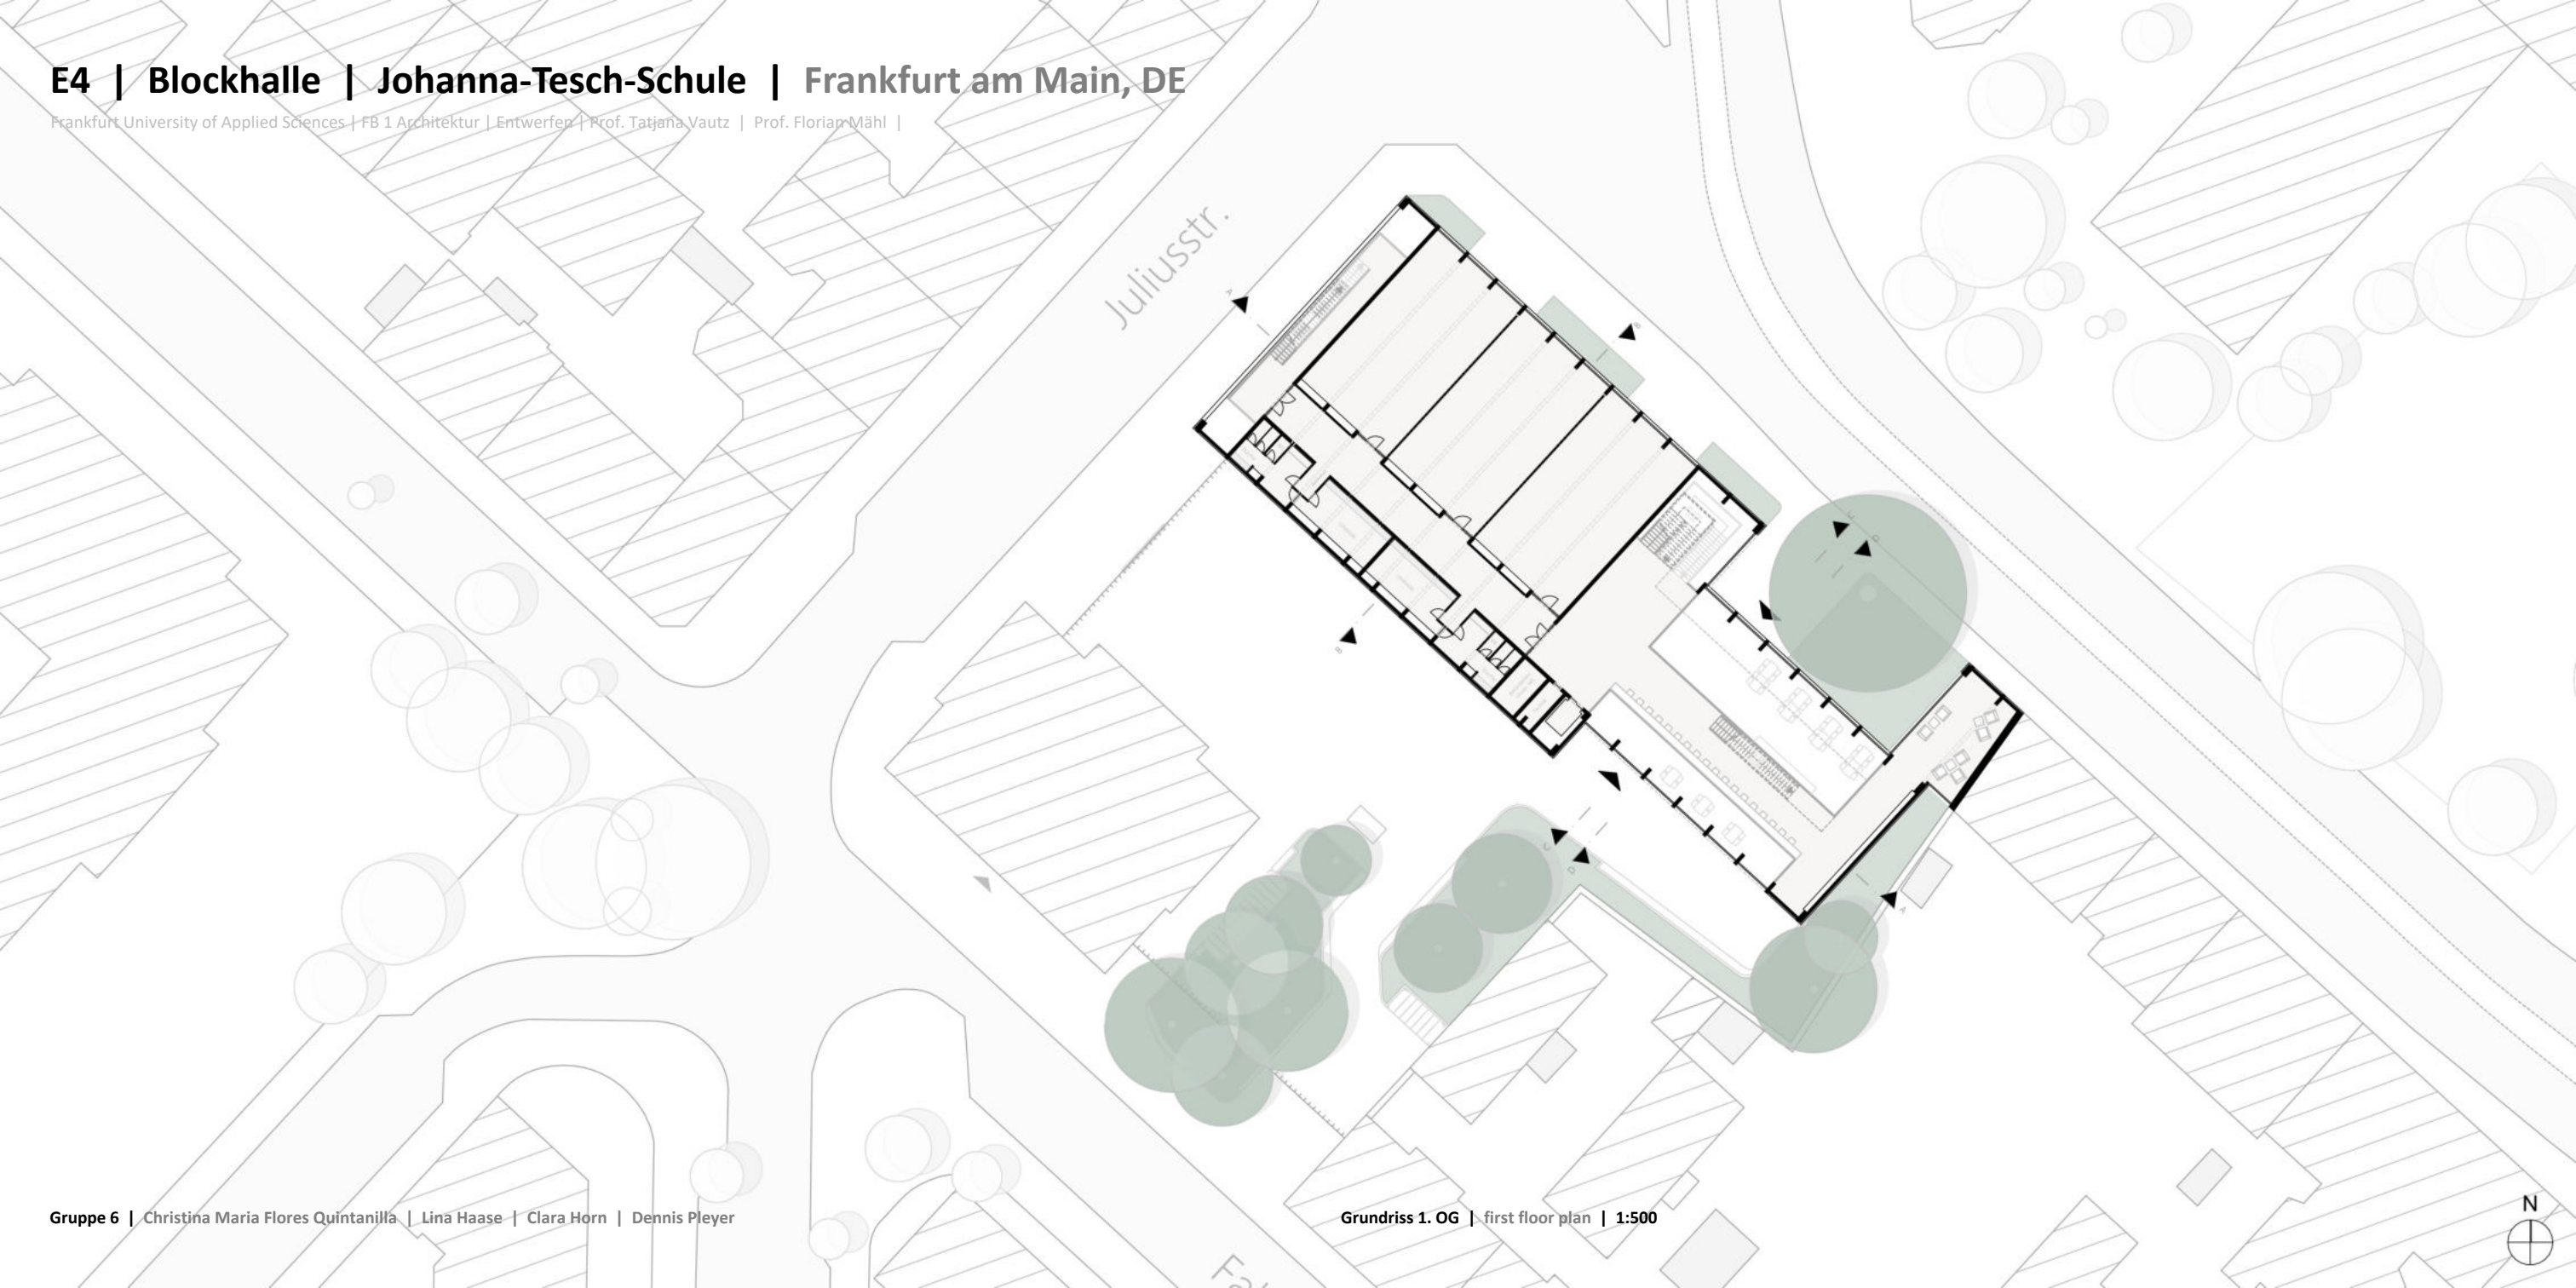 E4 | Blockhalle | Johanna-Tesch-Schule | Frankfurt am Main, DE
Frankfurt University of Applied Sciences | FB 1 Architektur | Entwerfen | Prof. Tatjana Vautz | Prof. Florian Mähl |
Juliusstr.
A
B
C
D
B
C
D
A
Gruppe 6 | Christina Maria Flores Quintanilla | Lina Haase | Clara Horn | Dennis Pleyer
Grundriss 1. OG | first floor plan | 1:500
N